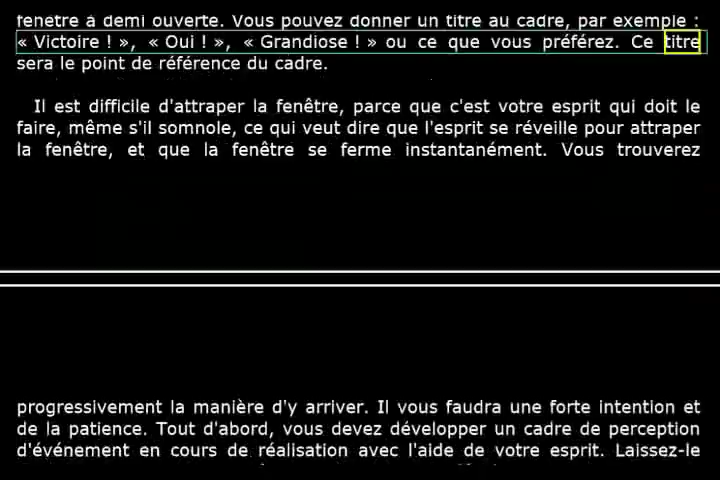 fenêtre à demi ouverte. Vous pouvez donner un titre au cadre, par exemple :
« Victoire ! », « Oui ! », « Grandiose ! » ou ce que vous préférez. Ce titre
sera le point de référence du cadre.
Il est difficile d'attraper la fenêtre, parce que c'est votre esprit qui doit le
faire, même s'il somnole, ce qui veut dire que l'esprit se réveille pour attraper
la fenêtre, et que la fenêtre se ferme instantanément. Vous trouverez
progressivement la manière d'y arriver. Il vous faudra une forte intention et
de la patience. Tout d'abord, vous devez développer un cadre de perception
d'événement en cours de réalisation avec l'aide de votre esprit. Laissez-le